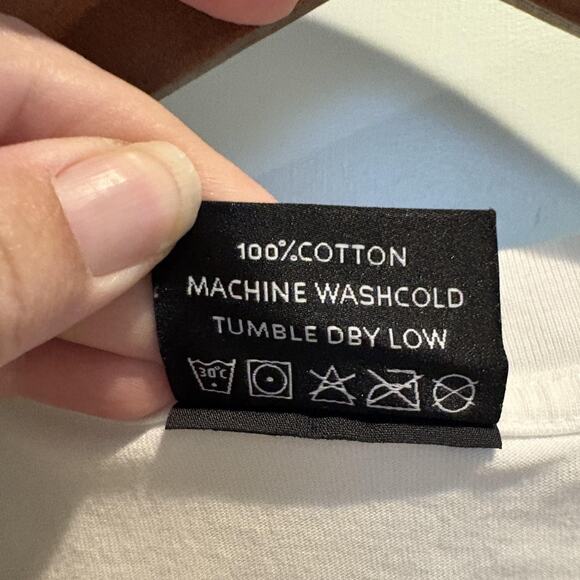 100%COTTON
MACHINE WASHCOLD
TUMBLE DBY LOW
30°C